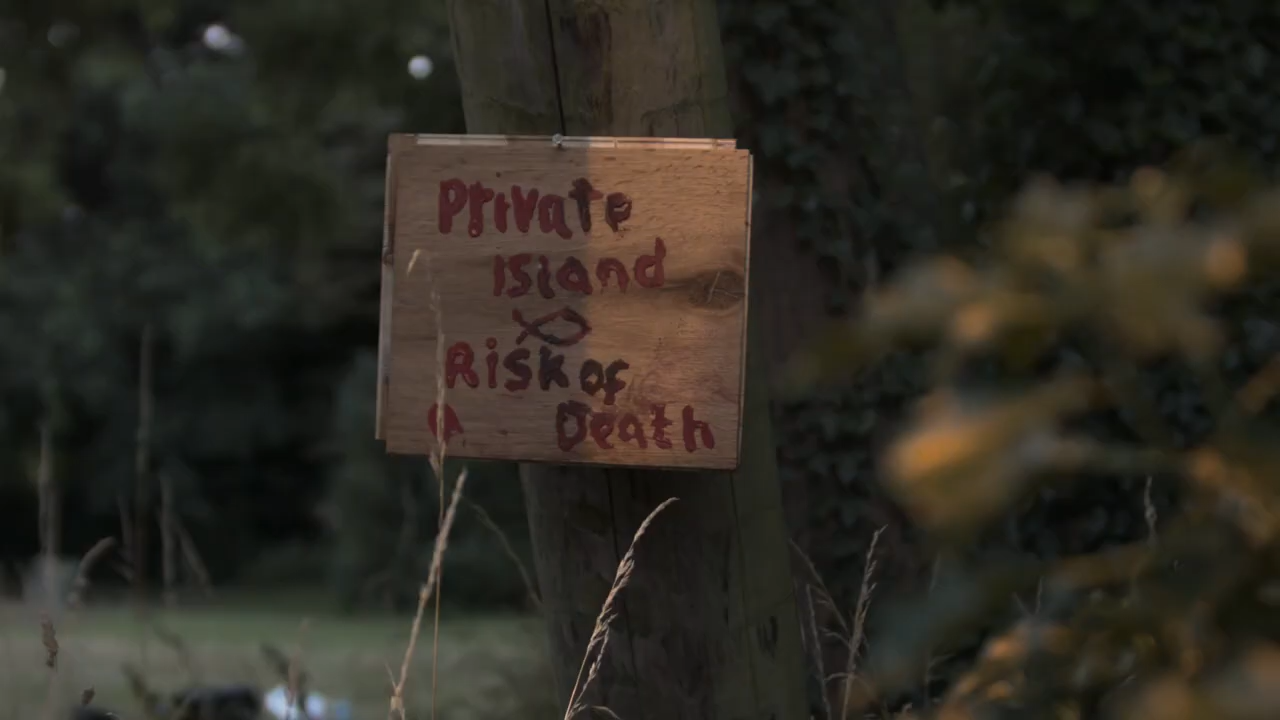 Private
Island
Risk of
Death